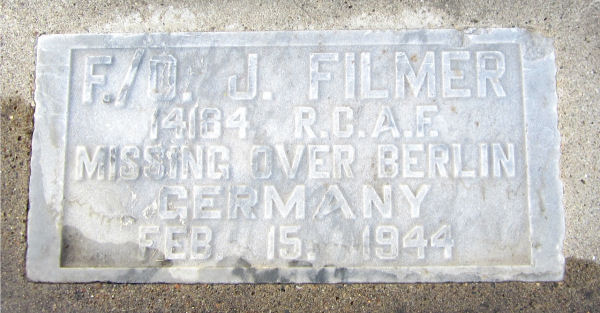 F./O. J. FILMER
14184 R.C.A.F.
MISSING OVER BERLIN
GERMANY
FEB. 15, 1944